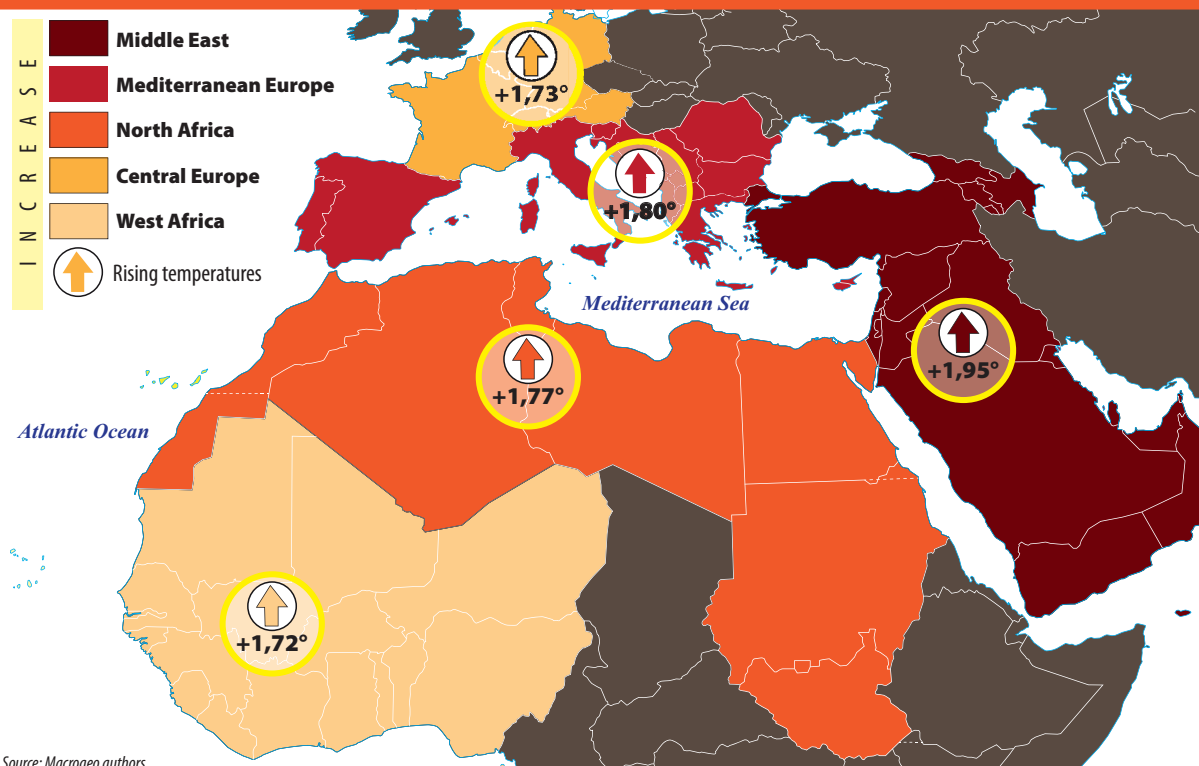 INCREASE
Middle East
Mediterranean Europe
North Africa
Central Europe
West Africa
Rising temperatures
+1,73°
+1,80°
Mediterranean Sea
+1,77°
+1,95°
Atlantic Ocean
+1,72°
Source: Macrogeo authors